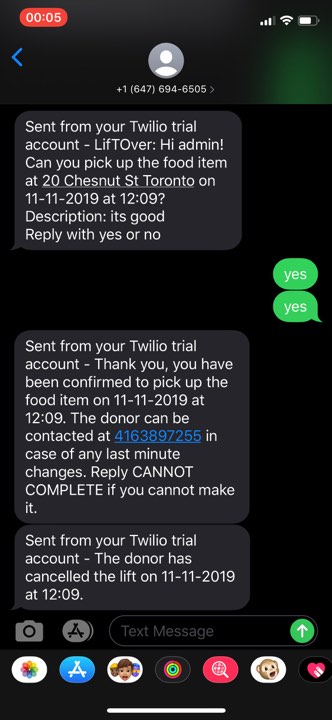 00:05
+1 (647) 694-6505 >
Sent from your Twilio trial
account - LifTOver: Hi admin!
Can you pick up the food item
at 20 Chesnut St Toronto on
11-11-2019 at 12:09?
Description: its good
Reply with yes or no
yes
yes
Sent from your Twilio trial
account - Thank you, you have
been confirmed to pick up the
food item on 11-11-2019 at
12:09. The donor can be
contacted at 4163897255 in
case of any last minute
changes. Reply CANNOT
COMPLETE if you cannot make
it.
Sent from your Twilio trial
account - The donor has
cancelled the lift on 11-11-2019
at 12:09.
Text Message